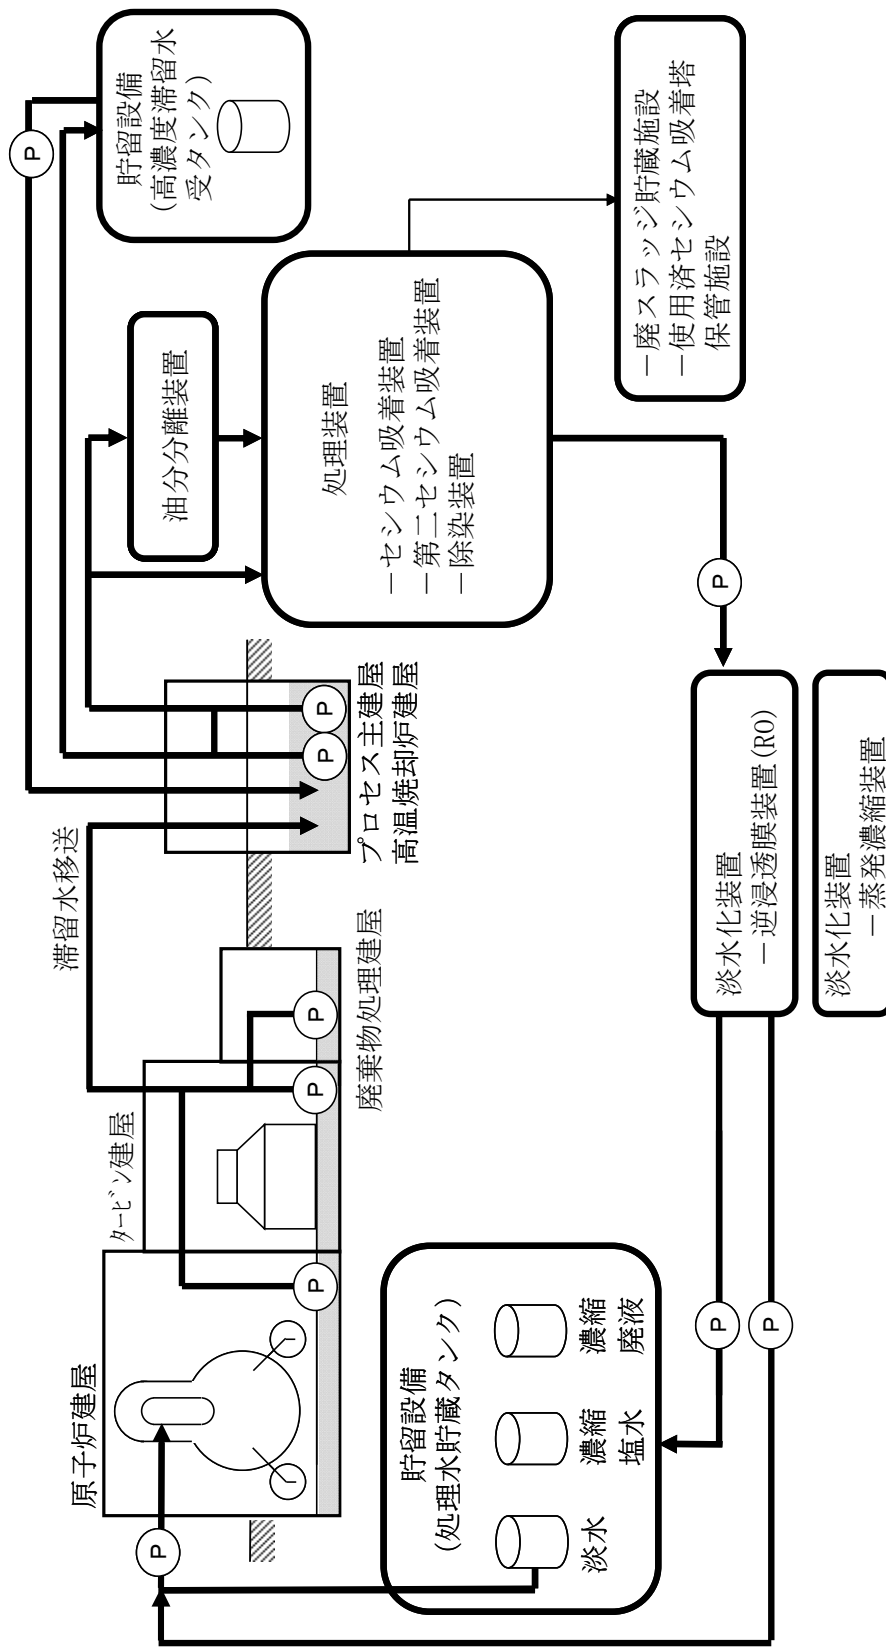 原子炉建屋
タービン建屋
廃棄物処理建屋
滞留水移送
プロセス主建屋
高温焼却炉建屋
油分分離装置
貯留設備
(高濃度滞留水
受タンク)
処理装置
－セシウム吸着装置
－第二セシウム吸着装置
－除染装置
－廃スラッジ貯蔵施設
－使用済セシウム吸着塔
保管施設
淡水化装置
－逆浸透膜装置(RO)
淡水化装置
－蒸発濃縮装置
貯留設備
(処理水貯蔵タンク)
淡水
濃縮
塩水
濃縮
廃液
P
P
P
P
P
P
P
P
P
P